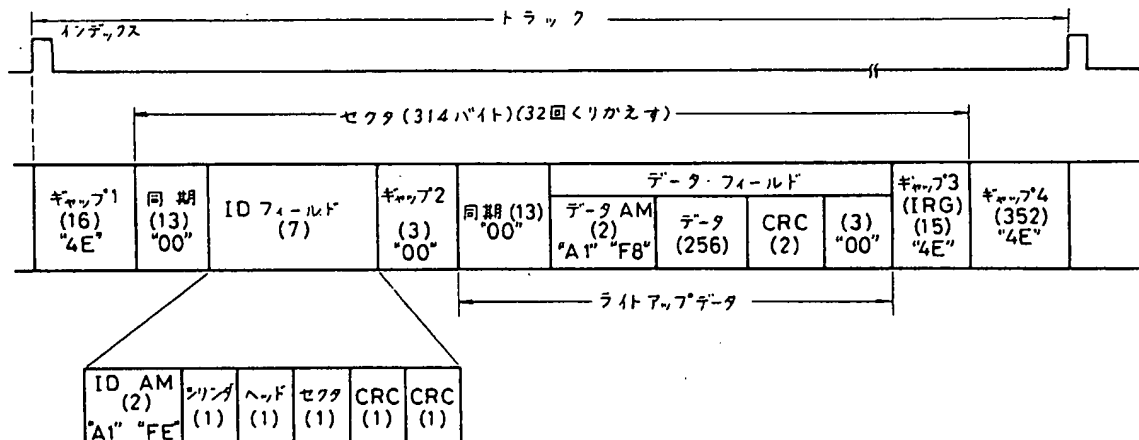 トラック
インデックス
セクタ(314バイト)(32回くりかえす)
ギャップ1
(16)
"4E"
同期
(13)
"00"
IDフィールド
(7)
ギャップ2
(3)
"00"
同期(13)
"00"
データ・フィールド
データAM
(2)
"A1" "F8"
データ
(256)
CRC
(2)
(3)
"00"
ギャップ3
(IRG)
(15)
"4E"
ギャップ4
(352)
"4E"
ライトアップデータ
ID AM
(2)
"A1" "FE"
シリンダ
(1)
ヘッド
(1)
セクタ
(1)
CRC
(1)
CRC
(1)